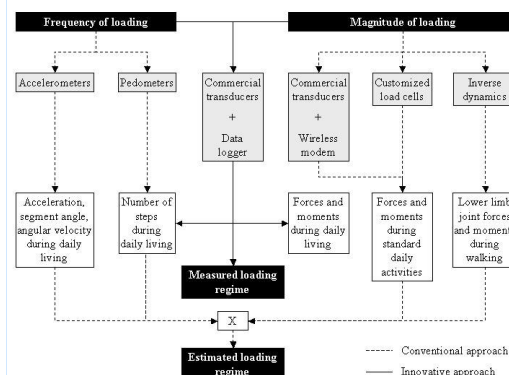 Frequency of loading
Magnitude of loading
Accelerometers
Pedometers
Commercial
transducers
+
Data
logger
Commercial
transducers
+
Wireless
modem
Customized
load cells
Inverse
dynamics
Acceleration,
segment angle,
angular velocity
during daily
living
Number of
steps
during
daily living
Forces and
moments
during daily
living
Forces and
moments
during
standard
daily
activities
Lower limb
joint forces
and moments
during
walking
Measured loading
regime
X
Estimated loading
regime
Conventional approach
Innovative approach